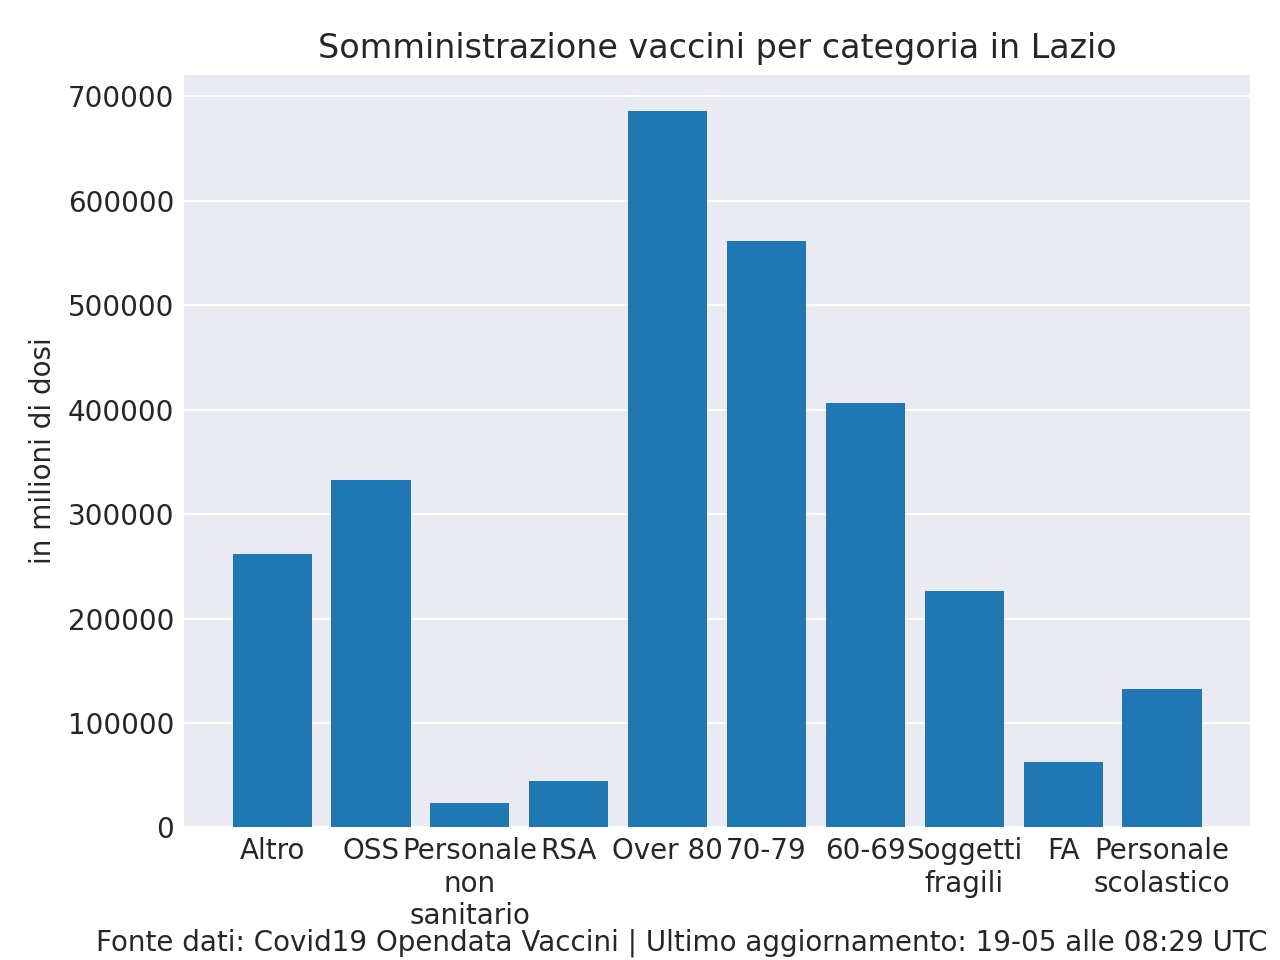 Somministrazione vaccini per categoria in Lazio
in milioni di dosi
700000
600000
500000
400000
300000
200000
100000
0
Altro
OSS
Personale
non
sanitario
RSA
Over 80
70-79
60-69
Soggetti
fragili
FA
Personale
scolastico
Fonte dati: Covid19 Opendata Vaccini | Ultimo aggiornamento: 19-05 alle 08:29 UTC